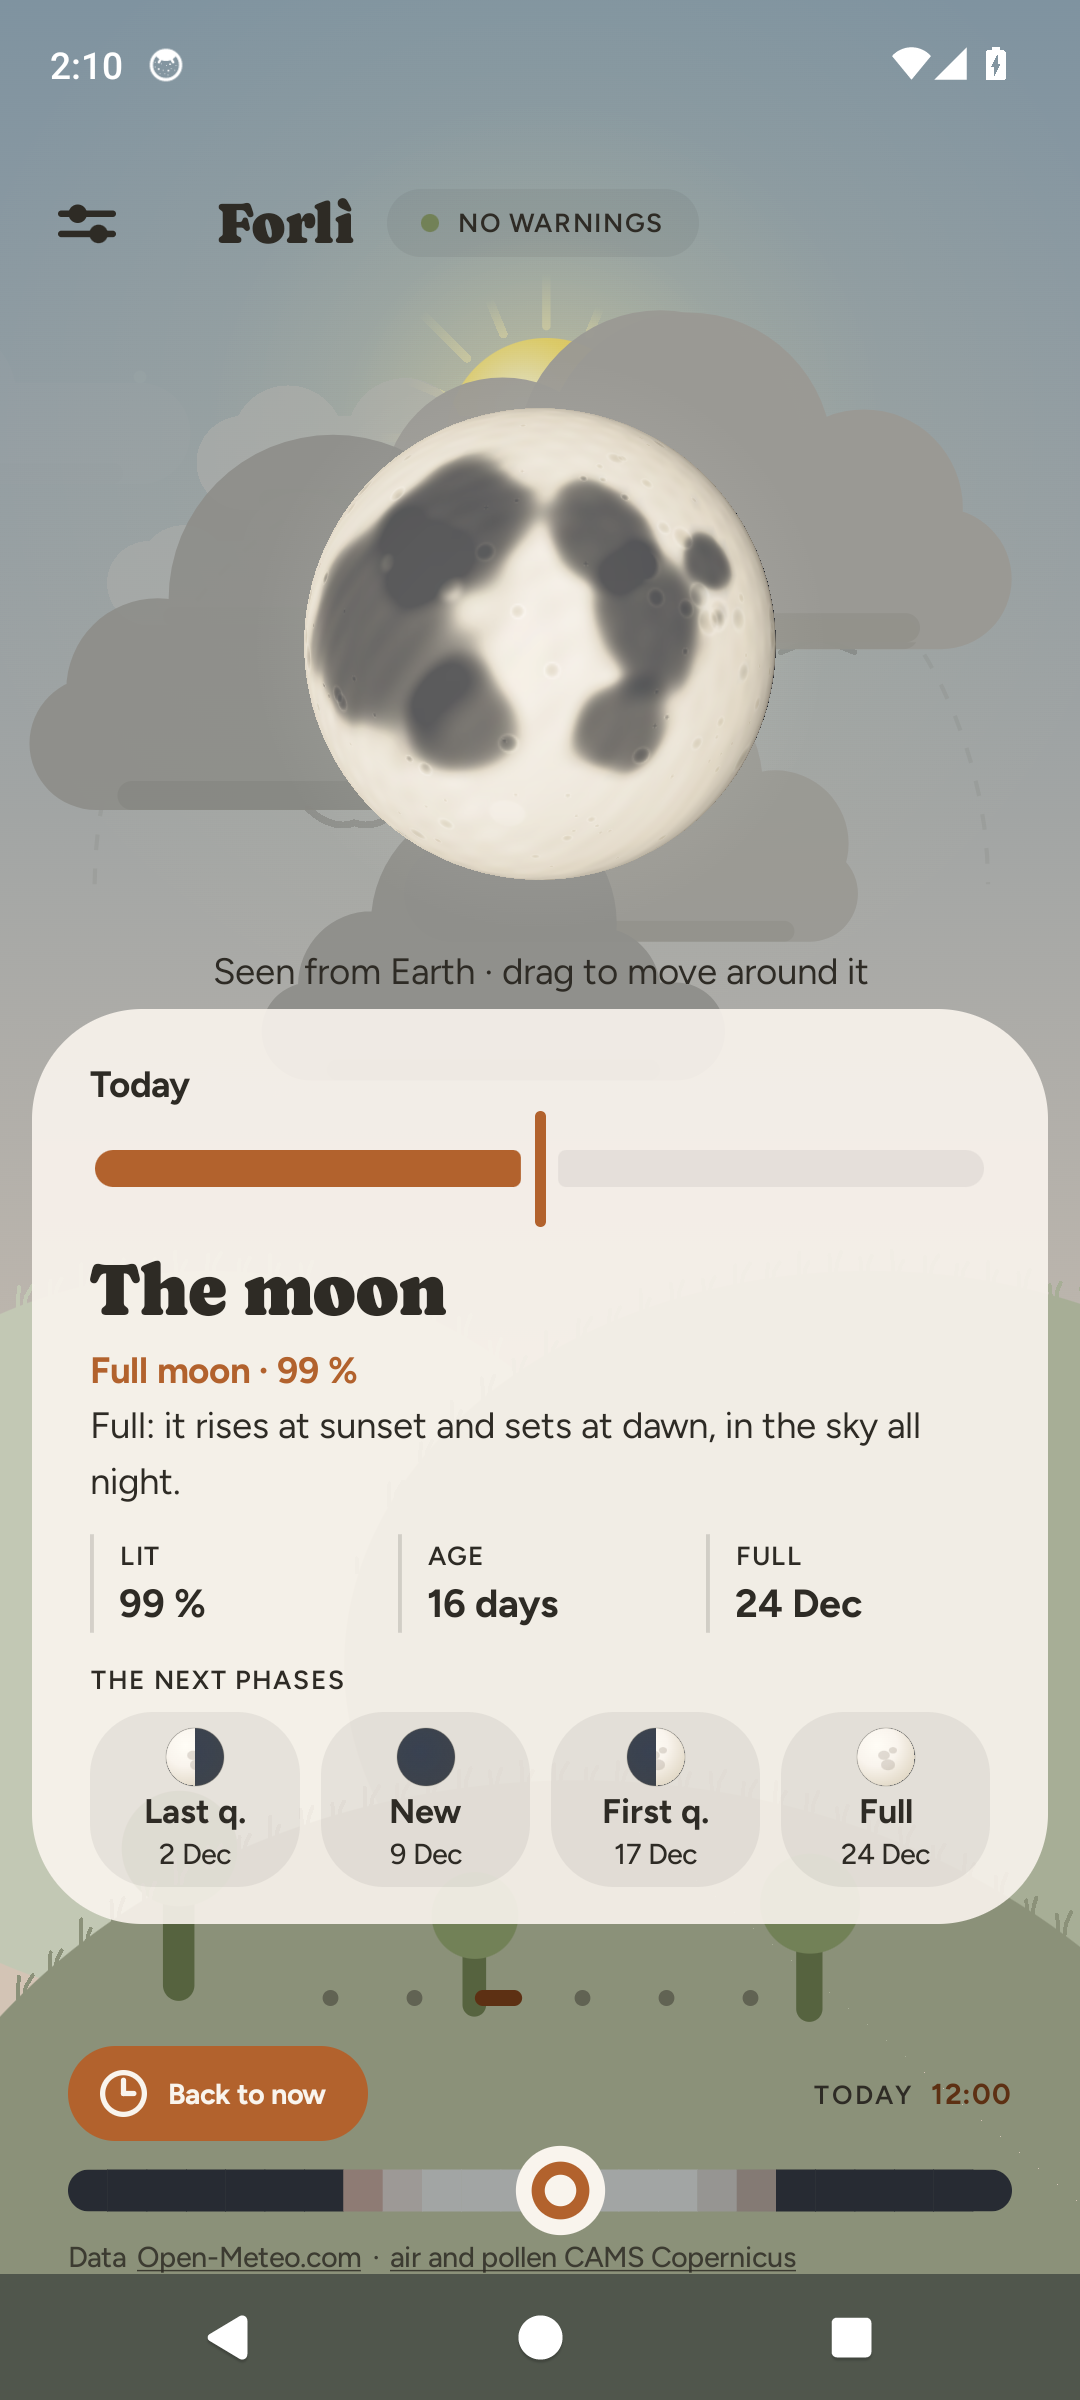 2:10
Forlì
NO WARNINGS
Seen from Earth · drag to move around it
Today
The moon
Full moon · 99 %
Full: it rises at sunset and sets at dawn, in the sky all
night.
LIT
99 %
AGE
16 days
FULL
24 Dec
THE NEXT PHASES
Last q.
2 Dec
New
9 Dec
First q.
17 Dec
Full
24 Dec
Back to now
TODAY 12:00
Data Open-Meteo.com · air and pollen CAMS Copernicus